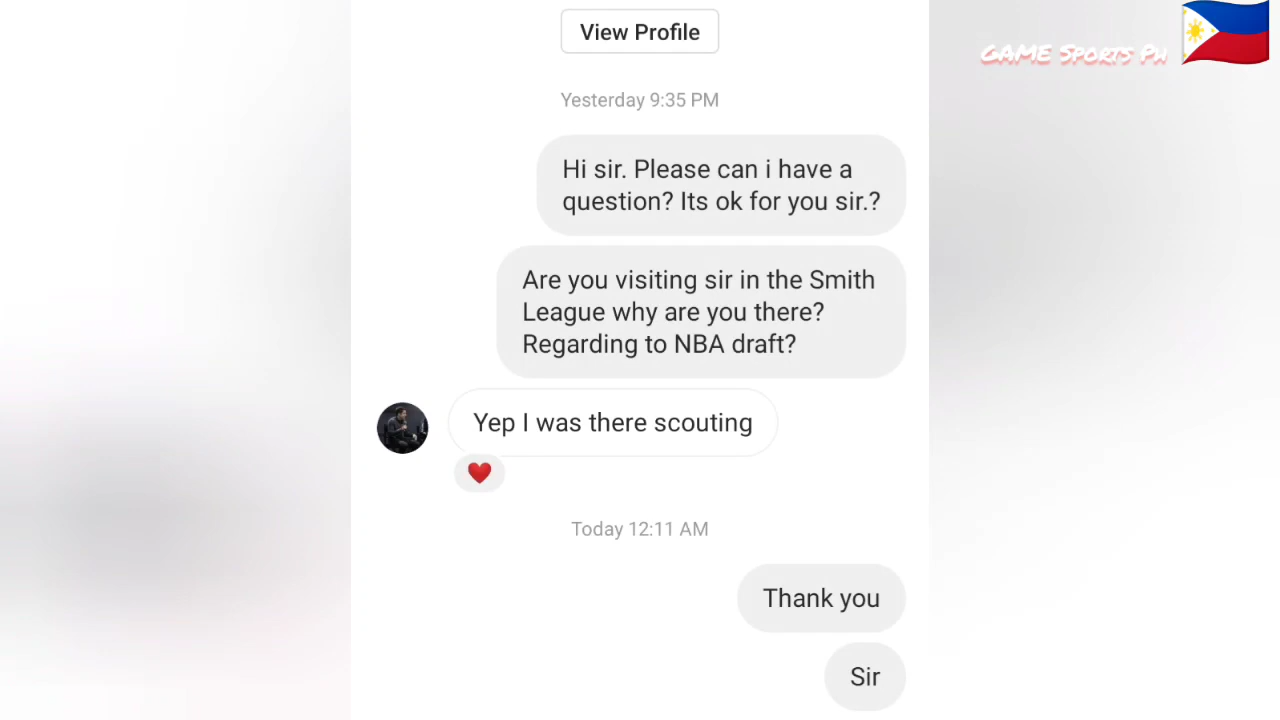 View Profile
GAME Sports Ph
Yesterday 9:35 PM
Hi sir. Please can i have a
question? Its ok for you sir.?
Are you visiting sir in the Smith
League why are you there?
Regarding to NBA draft?
Yep I was there scouting
Today 12:11 AM
Thank you
Sir